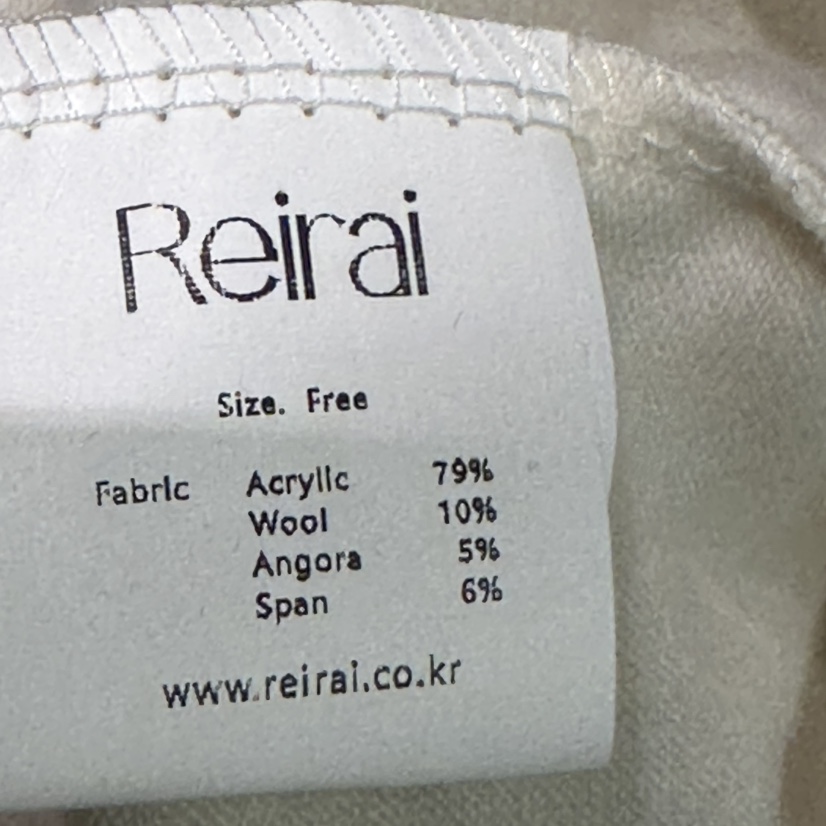 Reirai
Size. Free
Fabric Acrylic 79%
Wool 10%
Angora 5%
Span 6%
www.reirai.co.kr